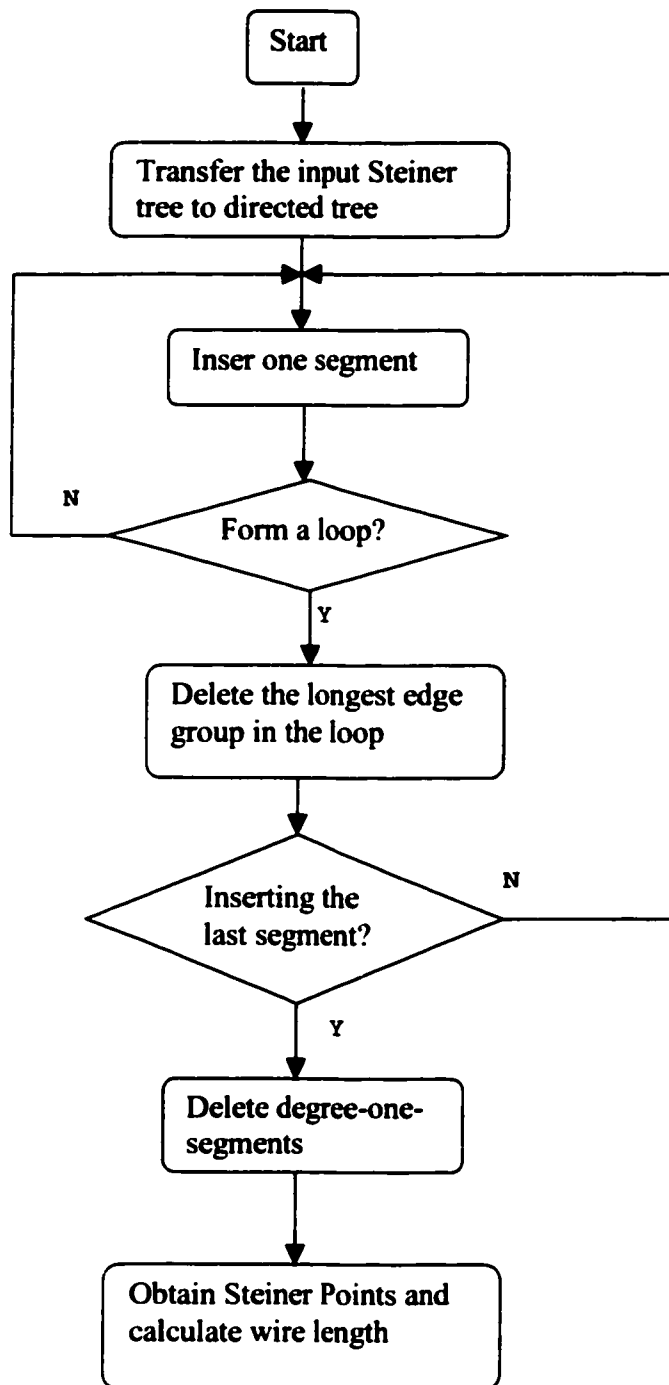 Start
Transfer the input Steiner
tree to directed tree
Inser one segment
N
Form a loop?
Y
Delete the longest edge
group in the loop
Inserting the
last segment?
N
Y
Delete degree-one-
segments
Obtain Steiner Points and
calculate wire length